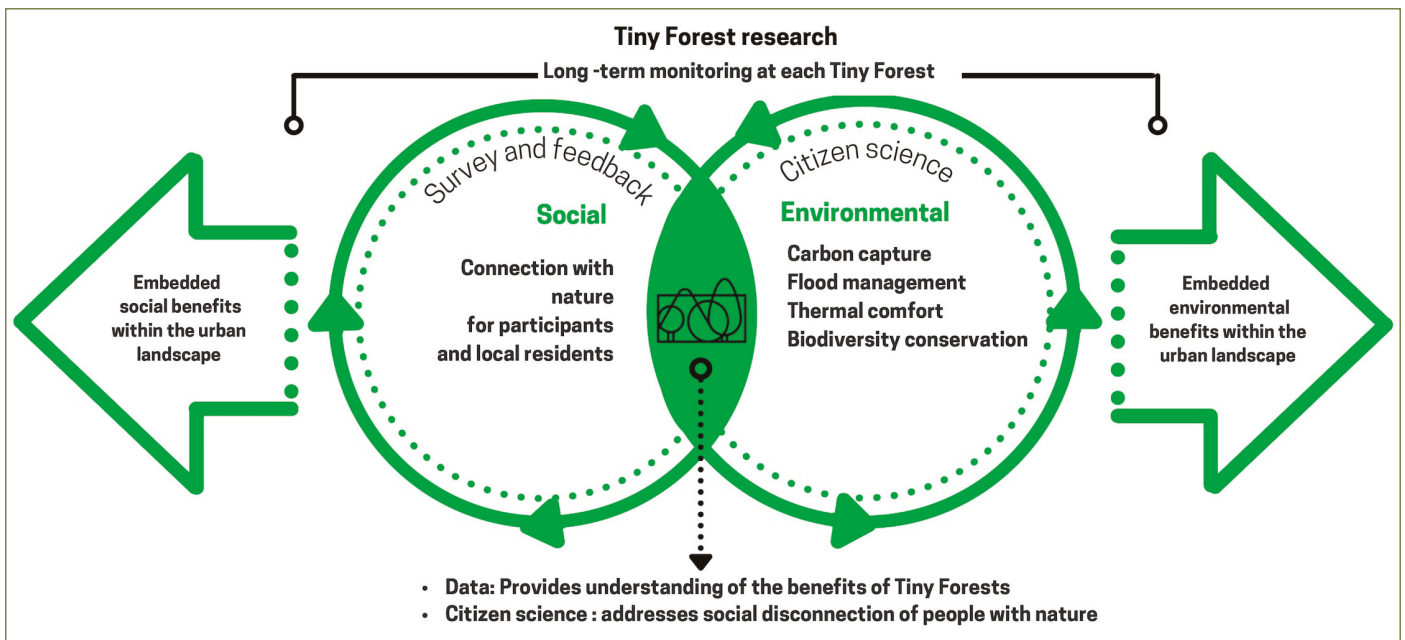 Tiny Forest research
Long -term monitoring at each Tiny Forest
Survey and feedback
Social
Connection with
nature
for participants
and local residents
Citizen science
Environmental
Carbon capture
Flood management
Thermal comfort
Biodiversity conservation
Embedded
social benefits
within the urban
landscape
Embedded
environmental
benefits within the
urban landscape
• Data: Provides understanding of the benefits of Tiny Forests
• Citizen science : addresses social disconnection of people with nature